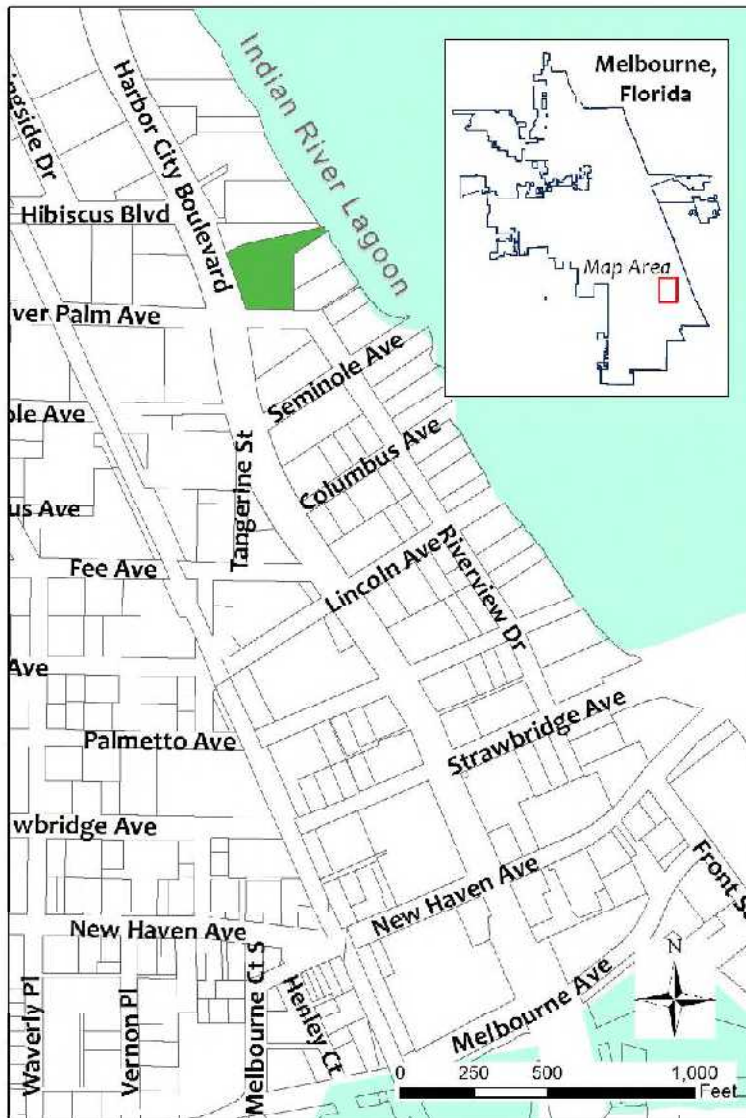 Melbourne,
Florida
Map Area
Indian River Lagoon
Harbor City Boulevard
ingside Dr
Hibiscus Blvd
ver Palm Ave
Seminole Ave
ole Ave
Columbus Ave
Tangerine St
us Ave
Fee Ave
Lincoln Ave
Riverview Dr
Ave
Palmetto Ave
Strawbridge Ave
wbridge Ave
Front S
New Haven Ave
New Haven Ave
N
Waverly Pl
Vernon Pl
Melbourne Ct S
Henley Ct
Melbourne Ave
0 250 500 1,000
Feet